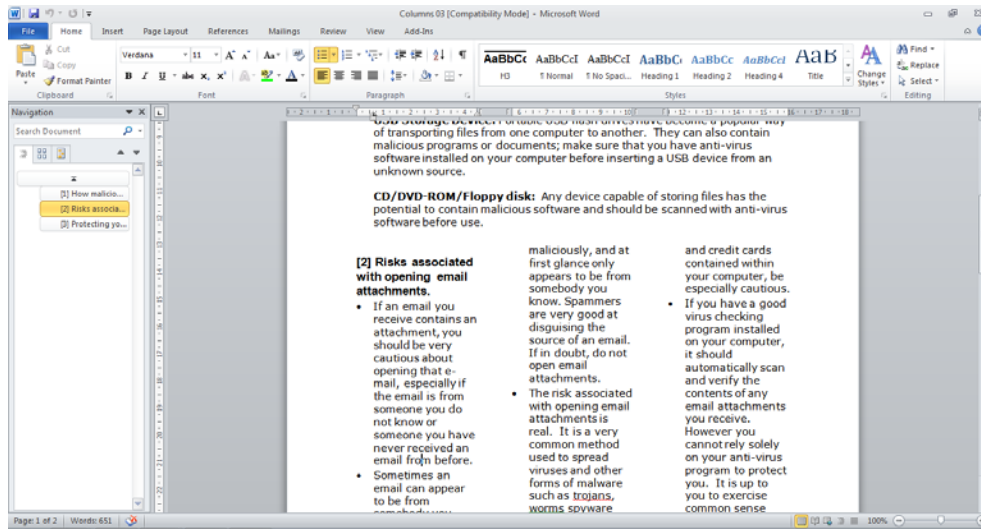 Columns 03 [Compatibility Mode] - Microsoft Word
File Home Insert Page Layout References Mailings Review View Add-Ins
Paste
Cut
Copy
Format Painter
Clipboard
Verdana 11
Font
Paragraph
AaBbCc AaBbCcI AaBbCcI AaBbC AaBbCc AaBbCcI AaB
H3 ¶ Normal ¶ No Spaci... Heading 1 Heading 2 Heading 4 Title
Change Styles
Styles
Find
Replace
Select
Editing
Navigation
Search Document
[1] How malicio...
[2] Risks associa...
[3] Protecting yo...
USB Storage Device: Portable USB flash drives have become a popular way
of transporting files from one computer to another. They can also contain
malicious programs or documents; make sure that you have anti-virus
software installed on your computer before inserting a USB device from an
unknown source.
CD/DVD-ROM/Floppy disk: Any device capable of storing files has the
potential to contain malicious software and should be scanned with anti-virus
software before use.
[2] Risks associated
with opening email
attachments.
• If an email you
receive contains an
attachment, you
should be very
cautious about
opening that e-
mail, especially if
the email is from
someone you do
not know or
someone you have
never received an
email from before.
• Sometimes an
email can appear
to be from
somebody you
maliciously, and at
first glance only
appears to be from
somebody you
know. Spammers
are very good at
disguising the
source of an email.
If in doubt, do not
open email
attachments.
• The risk associated
with opening email
attachments is
real. It is a very
common method
used to spread
viruses and other
forms of malware
such as trojans,
worms spyware
and credit cards
contained within
your computer, be
especially cautious.
• If you have a good
virus checking
program installed
on your computer,
it should
automatically scan
and verify the
contents of any
email attachments
you receive.
However you
cannot rely solely
on your anti-virus
program to protect
you. It is up to
you to exercise
common sense
Page: 1 of 2 Words: 651 100%